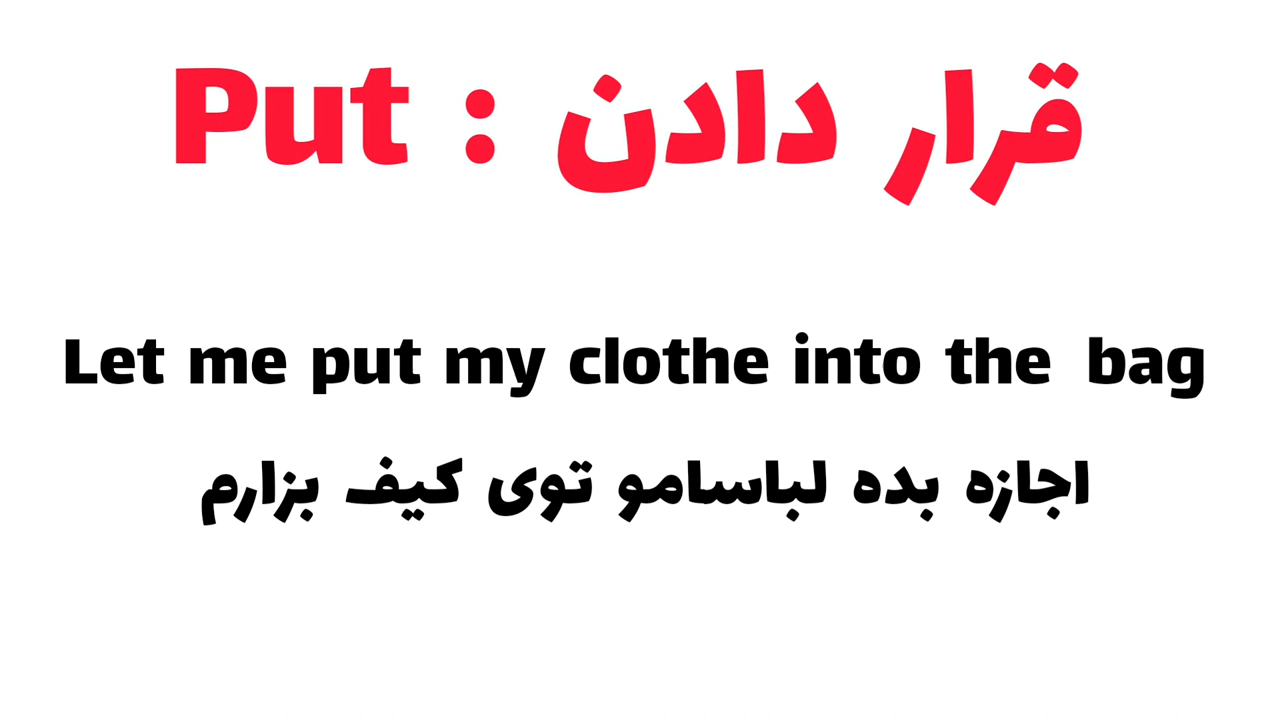 Put : قرار دادن
Let me put my clothe into the bag
اجازه بده لباسامو توی کیف بزارم